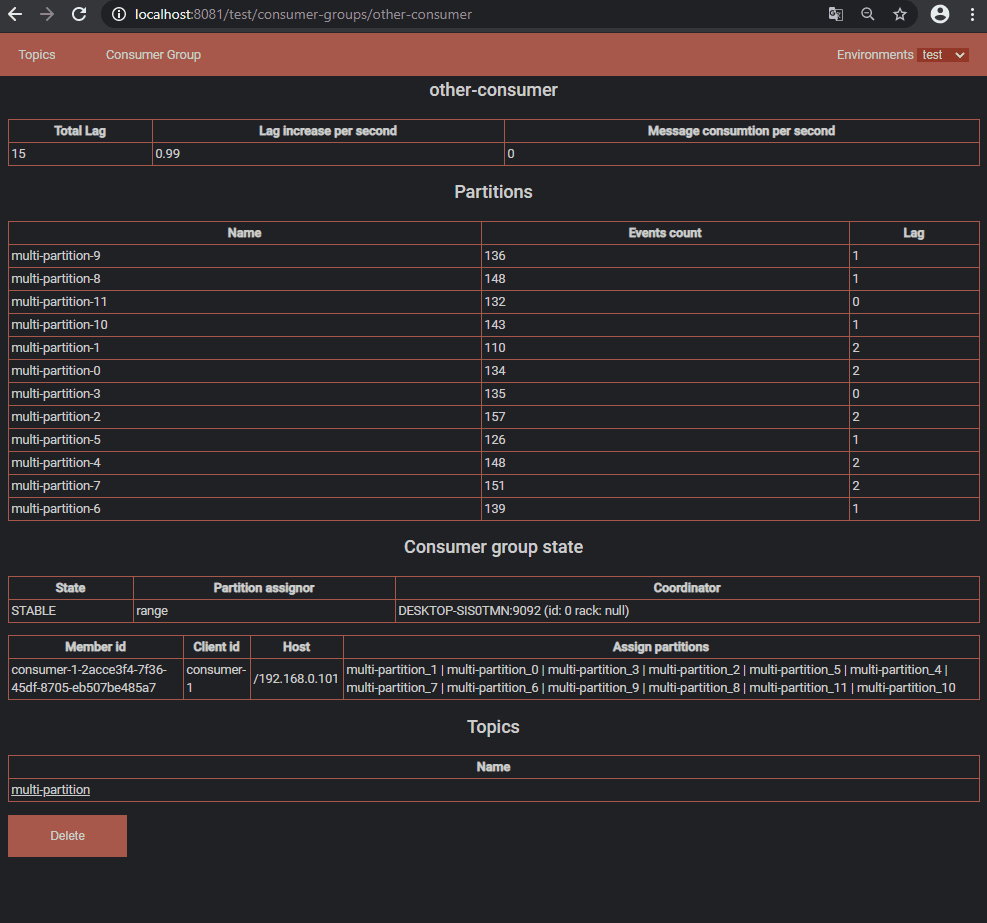 localhost:8081/test/consumer-groups/other-consumer
Topics Consumer Group Environments test
other-consumer
Total Lag Lag increase per second Message consumtion per second
15 0.99 0
Partitions
Name Events count Lag
multi-partition-9 136 1
multi-partition-8 148 1
multi-partition-11 132 0
multi-partition-10 143 1
multi-partition-1 110 2
multi-partition-0 134 2
multi-partition-3 135 0
multi-partition-2 157 2
multi-partition-5 126 1
multi-partition-4 148 2
multi-partition-7 151 2
multi-partition-6 139 1
Consumer group state
State Partition assignor Coordinator
STABLE range DESKTOP-SIS0TMN:9092 (id: 0 rack: null)
Member id Client id Host Assign partitions
consumer-1-2acce3f4-7f36-
45df-8705-eb507be485a7
consumer-
1
/192.168.0.101
multi-partition_1 | multi-partition_0 | multi-partition_3 | multi-partition_2 | multi-partition_5 | multi-partition_4 |
multi-partition_7 | multi-partition_6 | multi-partition_9 | multi-partition_8 | multi-partition_11 | multi-partition_10
Topics
Name
multi-partition
Delete